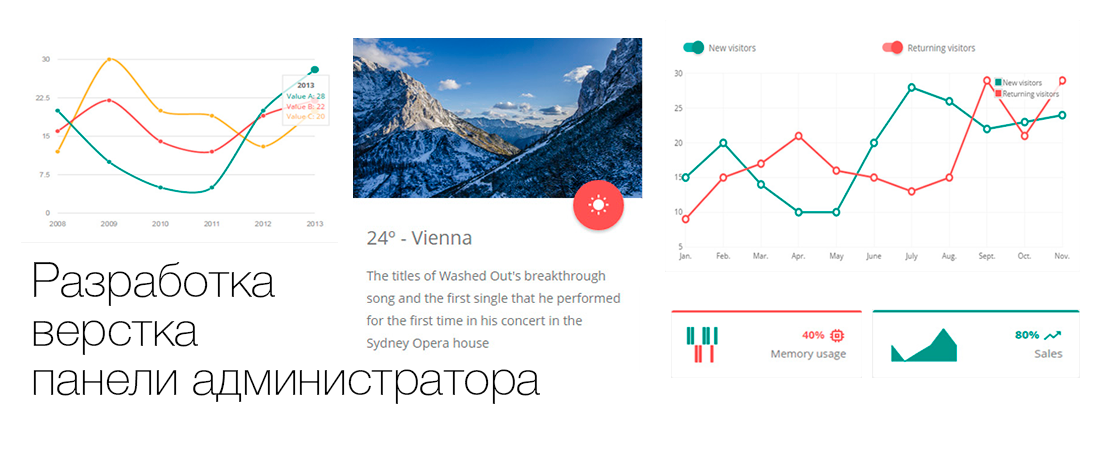 30
22.5
15
7.5
0
2008
2009
2010
2011
2012
2013
2013
Value A: 28
Value B: 22
Value C: 20
Разработка
верстка
панели администратора
24° - Vienna
The titles of Washed Out's breakthrough
song and the first single that he performed
for the first time in his concert in the
Sydney Opera house
New visitors
Returning visitors
30
25
20
15
10
5
New visitors
Returning visitors
Jan.
Feb.
Mar.
Apr.
May
June
July
Aug.
Sept.
Oct.
Nov.
40%
Memory usage
80%
Sales